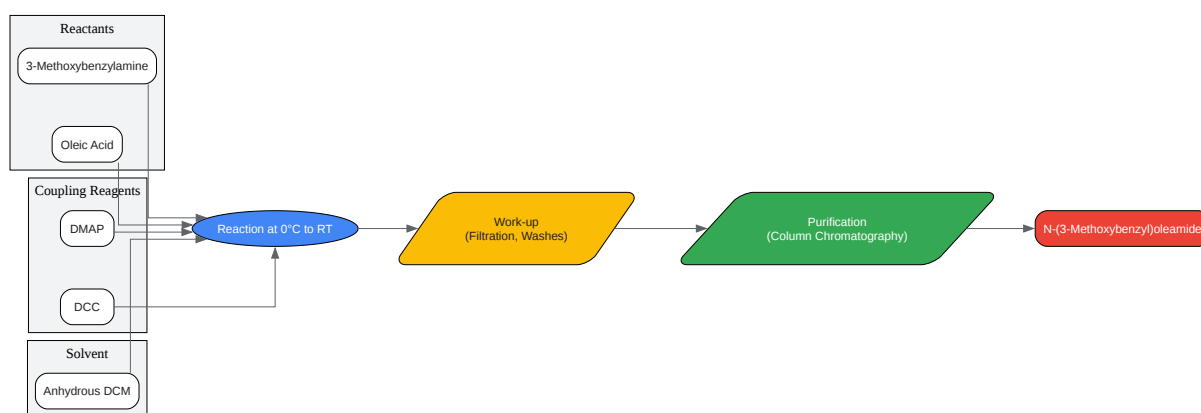 Reactants
3-Methoxybenzylamine
Oleic Acid
Coupling Reagents
DMAP
DCC
Solvent
Anhydrous DCM
Reaction at 0°C to RT
Work-up
(Filtration, Washes)
Purification
(Column Chromatography)
N-(3-Methoxybenzyl)oleamide